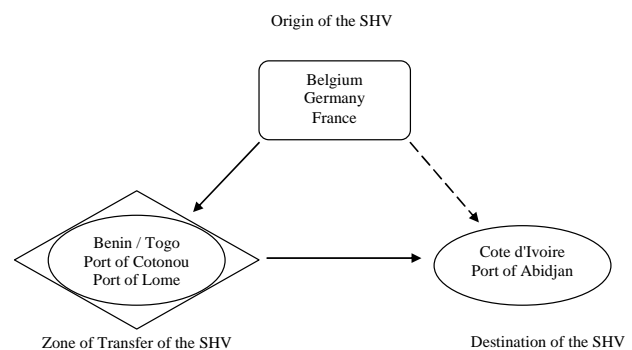 Origin of the SHV
Belgium
Germany
France
Benin / Togo
Port of Cotonou
Port of Lome
Cote d'Ivoire
Port of Abidjan
Zone of Transfer of the SHV
Destination of the SHV